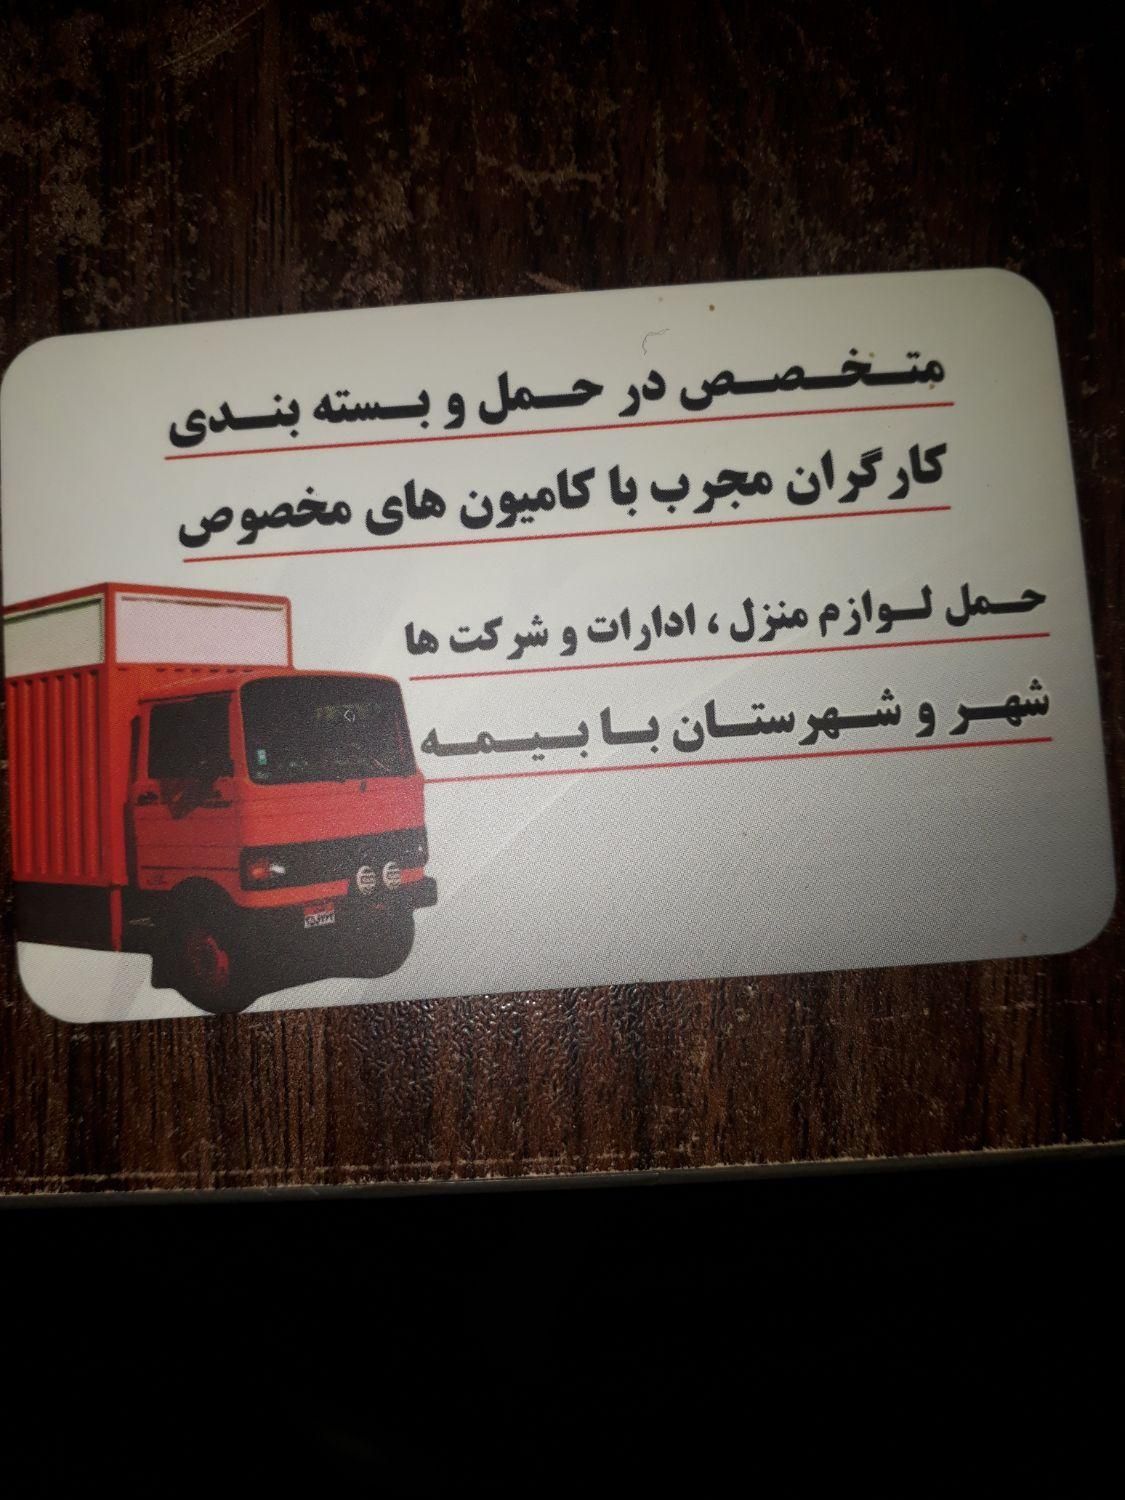 متخصص در حمل و بسته بندی
کارگران مجرب با کامیون های مخصوص
حمل لوازم منزل ، ادارات و شرکت ها
شهر و شهرستان با بیمه